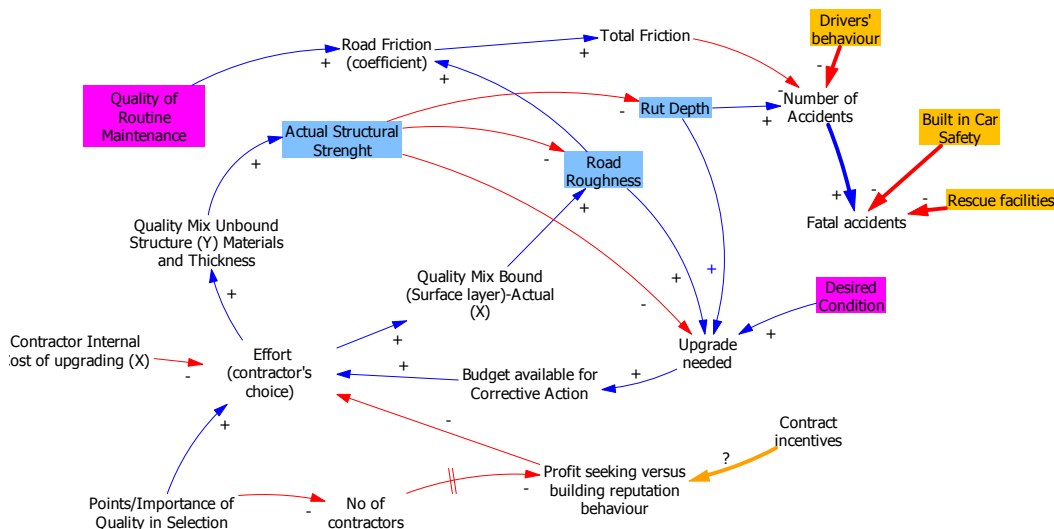 Drivers'
behaviour
Road Friction
(coefficient)
Total Friction
+
+
-
-
+
Quality of
Routine
Maintenance
Actual Structural
Strenght
-
Rut Depth
+
Number of
Accidents
Built in Car
Safety
+
-
Road
Roughness
+
-
-
Rescue facilities
Fatal accidents
+
Quality Mix Unbound
Structure (Y) Materials
and Thickness
Quality Mix Bound
(Surface layer)-Actual
(X)
+
+
-
Desired
Condition
+
+
+
Contractor Internal
Cost of upgrading (X)
-
Effort
(contractor's
choice)
+
+
Budget available for
Corrective Action
Upgrade
needed
+
-
Contract
incentives
?
Profit seeking versus
building reputation
behaviour
-
Points/Importance of
Quality in Selection
-
No of
contractors